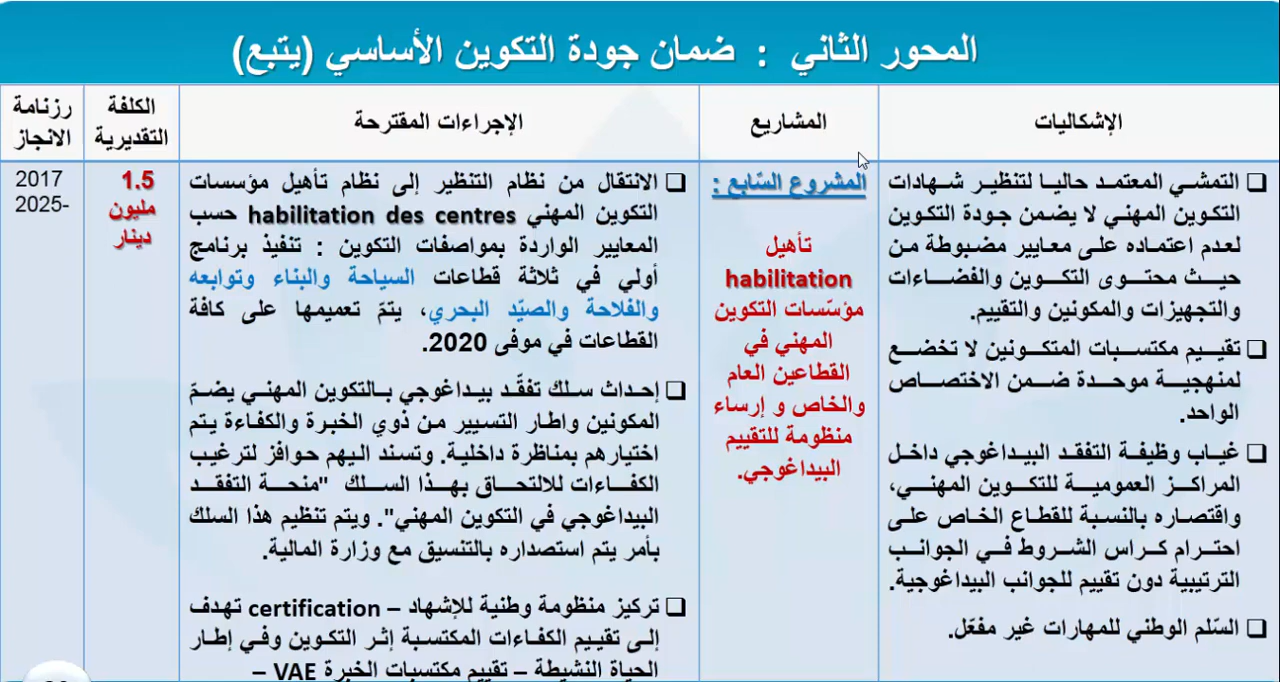 المحور الثاني : ضمان جودة التكوين الأساسي (يتبع)
الإشكاليات
المشاريع
الإجراءات المقترحة
الكلفة
التقديرية
رزنامة
الانجاز
❑ التمشي المعتمد حاليا لتنظير شهادات
التكوين المهني لا يضمن جودة التكوين
لعدم اعتماده على معايير مضبوطة من
حيث محتوى التكوين والفضاءات
والتجهيزات والمكونين والتقييم.
❑ تقييم مكتسبات المتكونين لا تخضع
لمنهجية موحدة ضمن الاختصاص
الواحد.
❑ غياب وظيفة التفقد البيداغوجي داخل
المراكز العمومية للتكوين المهني،
واقتصاره بالنسبة للقطاع الخاص على
احترام كراس الشروط في الجوانب
الترتيبية دون تقييم للجوانب البيداغوجية.
❑ السّلم الوطني للمهارات غير مفعّل.
المشروع السّابع :
تأهيل
habilitation
مؤسّسات التكوين
المهني في
القطاعين العام
والخاص و إرساء
منظومة للتقييم
البيداغوجي.
❑ الانتقال من نظام التنظير إلى نظام تأهيل مؤسسات
التكوين المهني habilitation des centres حسب
المعايير الواردة بمواصفات التكوين : تنفيذ برنامج
أولي في ثلاثة قطاعات السياحة والبناء وتوابعه
والفلاحة والصيّد البحري، يتمّ تعميمها على كافة
القطاعات في موفى 2020.
❑ إحداث سلك تفقّد بيداغوجي بالتكوين المهني يضمّ
المكونين واطار التسيير من ذوي الخبرة والكفاءة يتم
اختيارهم بمناظرة داخلية. وتسند اليهم حوافز لترغيب
الكفاءات للالتحاق بهذا السلك "منحة التفقد
البيداغوجي في التكوين المهني". ويتم تنظيم هذا السلك
بأمر يتم استصداره بالتنسيق مع وزارة المالية.
❑ تركيز منظومة وطنية للإشهاد – certification تهدف
إلى تقييم الكفاءات المكتسبة إثر التكوين وفي إطار
الحياة النشيطة – تقييم مكتسبات الخبرة VAE –
1.5
مليون
دينار
2017
2025-